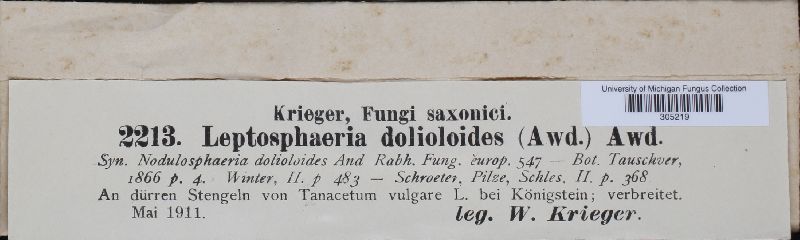 University of Michigan Fungus Collection
305219
Krieger, Fungi saxonici.
2213. Leptosphaeria dolioloides (Awd.) Awd.
Syn. Nodulosphaeria dolioloides And Rabh. Fung. europ. 547 — Bot. Tauschver,
1866 p. 4. Winter, II. p 483 — Schroeter, Pilze, Schles. II. p. 368
An dürren Stengeln von Tanacetum vulgare L. bei Königstein; verbreitet.
Mai 1911. leg. W. Krieger.